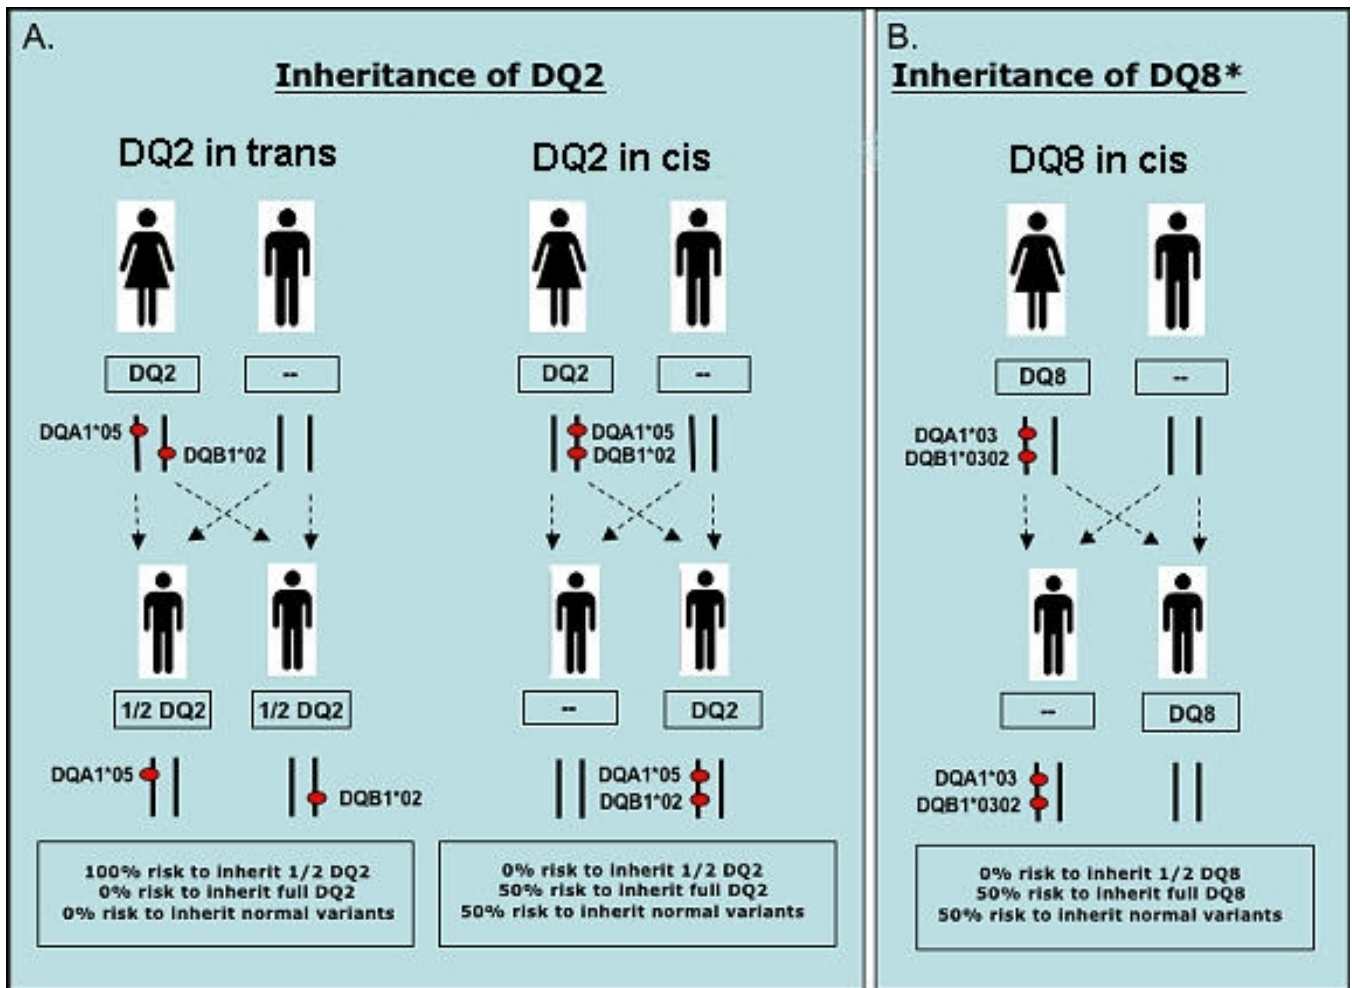 A.
Inheritance of DQ2
DQ2 in trans
DQ2
--
DQA1*05
DQB1*02
1/2 DQ2
1/2 DQ2
DQA1*05
DQB1*02
100% risk to inherit 1/2 DQ2
0% risk to inherit full DQ2
0% risk to inherit normal variants
DQ2 in cis
DQ2
--
DQA1*05
DQB1*02
--
DQ2
DQA1*05
DQB1*02
0% risk to inherit 1/2 DQ2
50% risk to inherit full DQ2
50% risk to inherit normal variants
B.
Inheritance of DQ8*
DQ8 in cis
DQ8
--
DQA1*03
DQB1*0302
--
DQ8
DQA1*03
DQB1*0302
0% risk to inherit 1/2 DQ8
50% risk to inherit full DQ8
50% risk to inherit normal variants